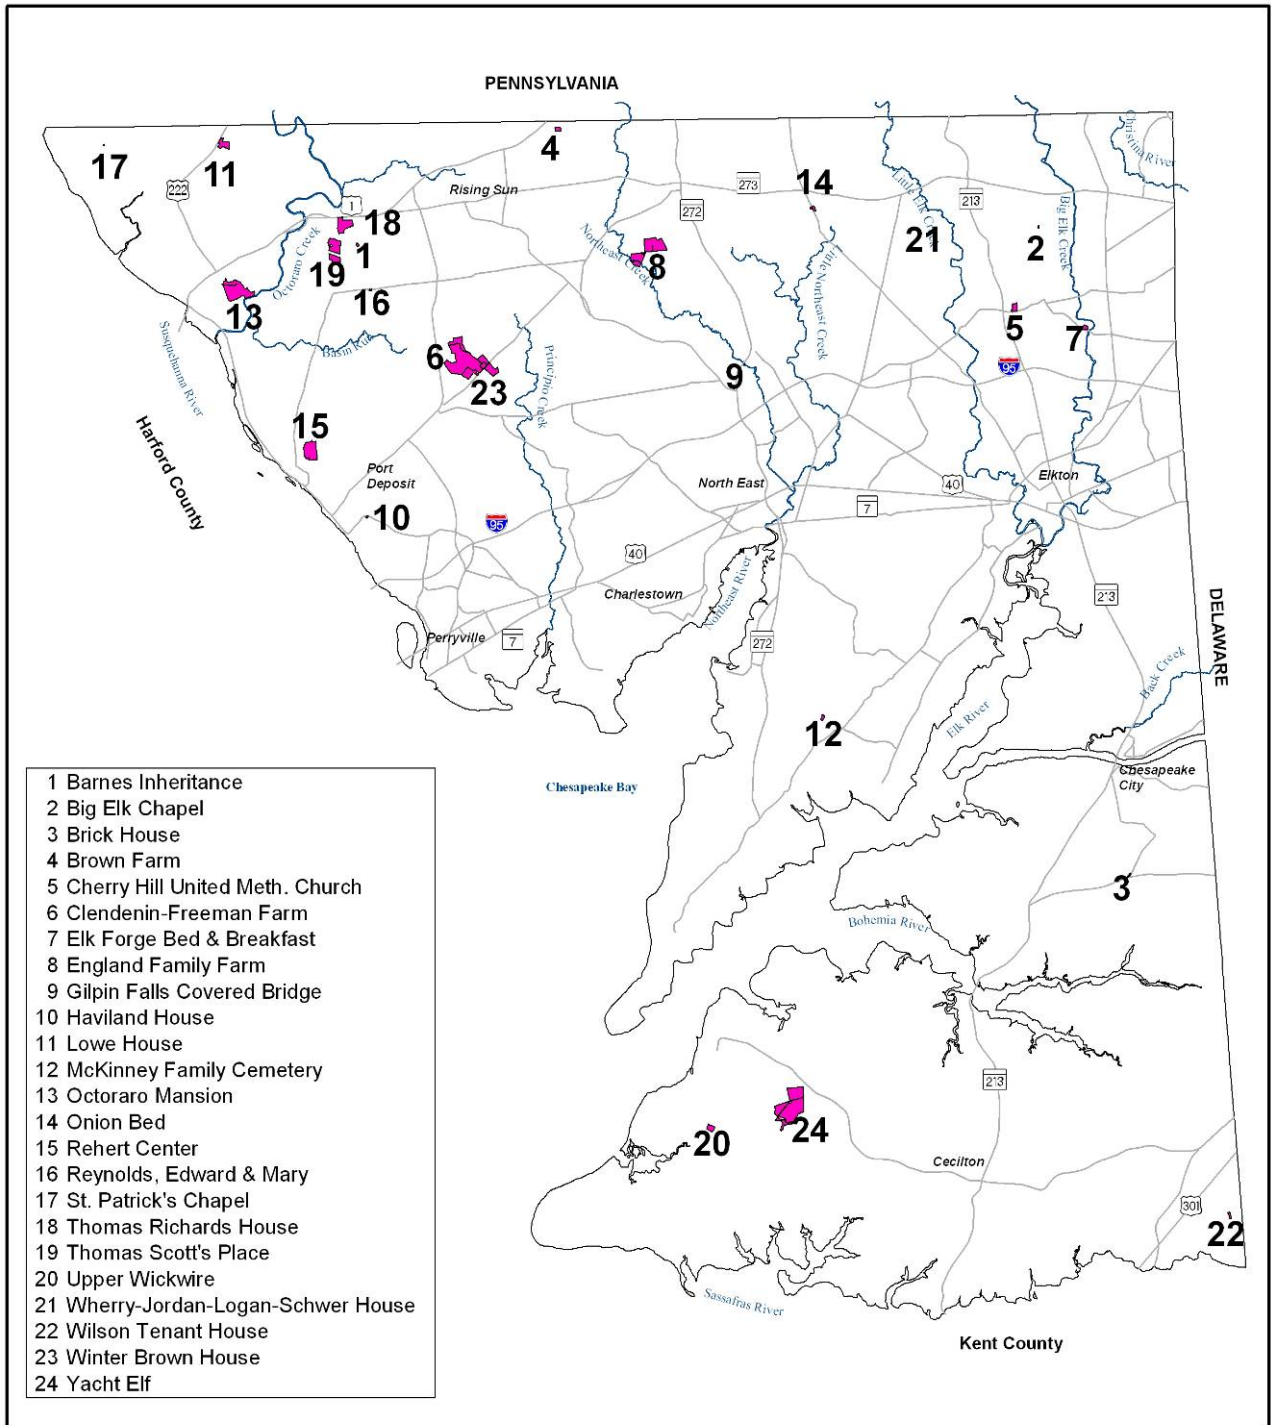 PENNSYLVANIA
Christina River
4
17
11
222
Rising Sun
273
14
272
213
Little Elk Creek
Big Elk Creek
1
18
21
2
Northeast Creek
1
19
8
Octoraro Creek
Little Northeast Creek
16
13
5
7
Susquehanna River
Basin Run
6
23
Principio Creek
9
95
Harford County
15
Port
Deposit
North East
40
Elkton
7
10
95
40
Charlestown
Northeast River
213
DELAWARE
Perryville
7
272
Back Creek
12
Elk River
Chesapeake
City
Chesapeake Bay
3
Bohemia River
213
20
24
Cecilton
301
22
Sassafras River
Kent County
1 Barnes Inheritance
2 Big Elk Chapel
3 Brick House
4 Brown Farm
5 Cherry Hill United Meth. Church
6 Clendenin-Freeman Farm
7 Elk Forge Bed & Breakfast
8 England Family Farm
9 Gilpin Falls Covered Bridge
10 Haviland House
11 Lowe House
12 McKinney Family Cemetery
13 Octoraro Mansion
14 Onion Bed
15 Rehert Center
16 Reynolds, Edward & Mary
17 St. Patrick's Chapel
18 Thomas Richards House
19 Thomas Scott's Place
20 Upper Wickwire
21 Wherry-Jordan-Logan-Schwer House
22 Wilson Tenant House
23 Winter Brown House
24 Yacht Elf